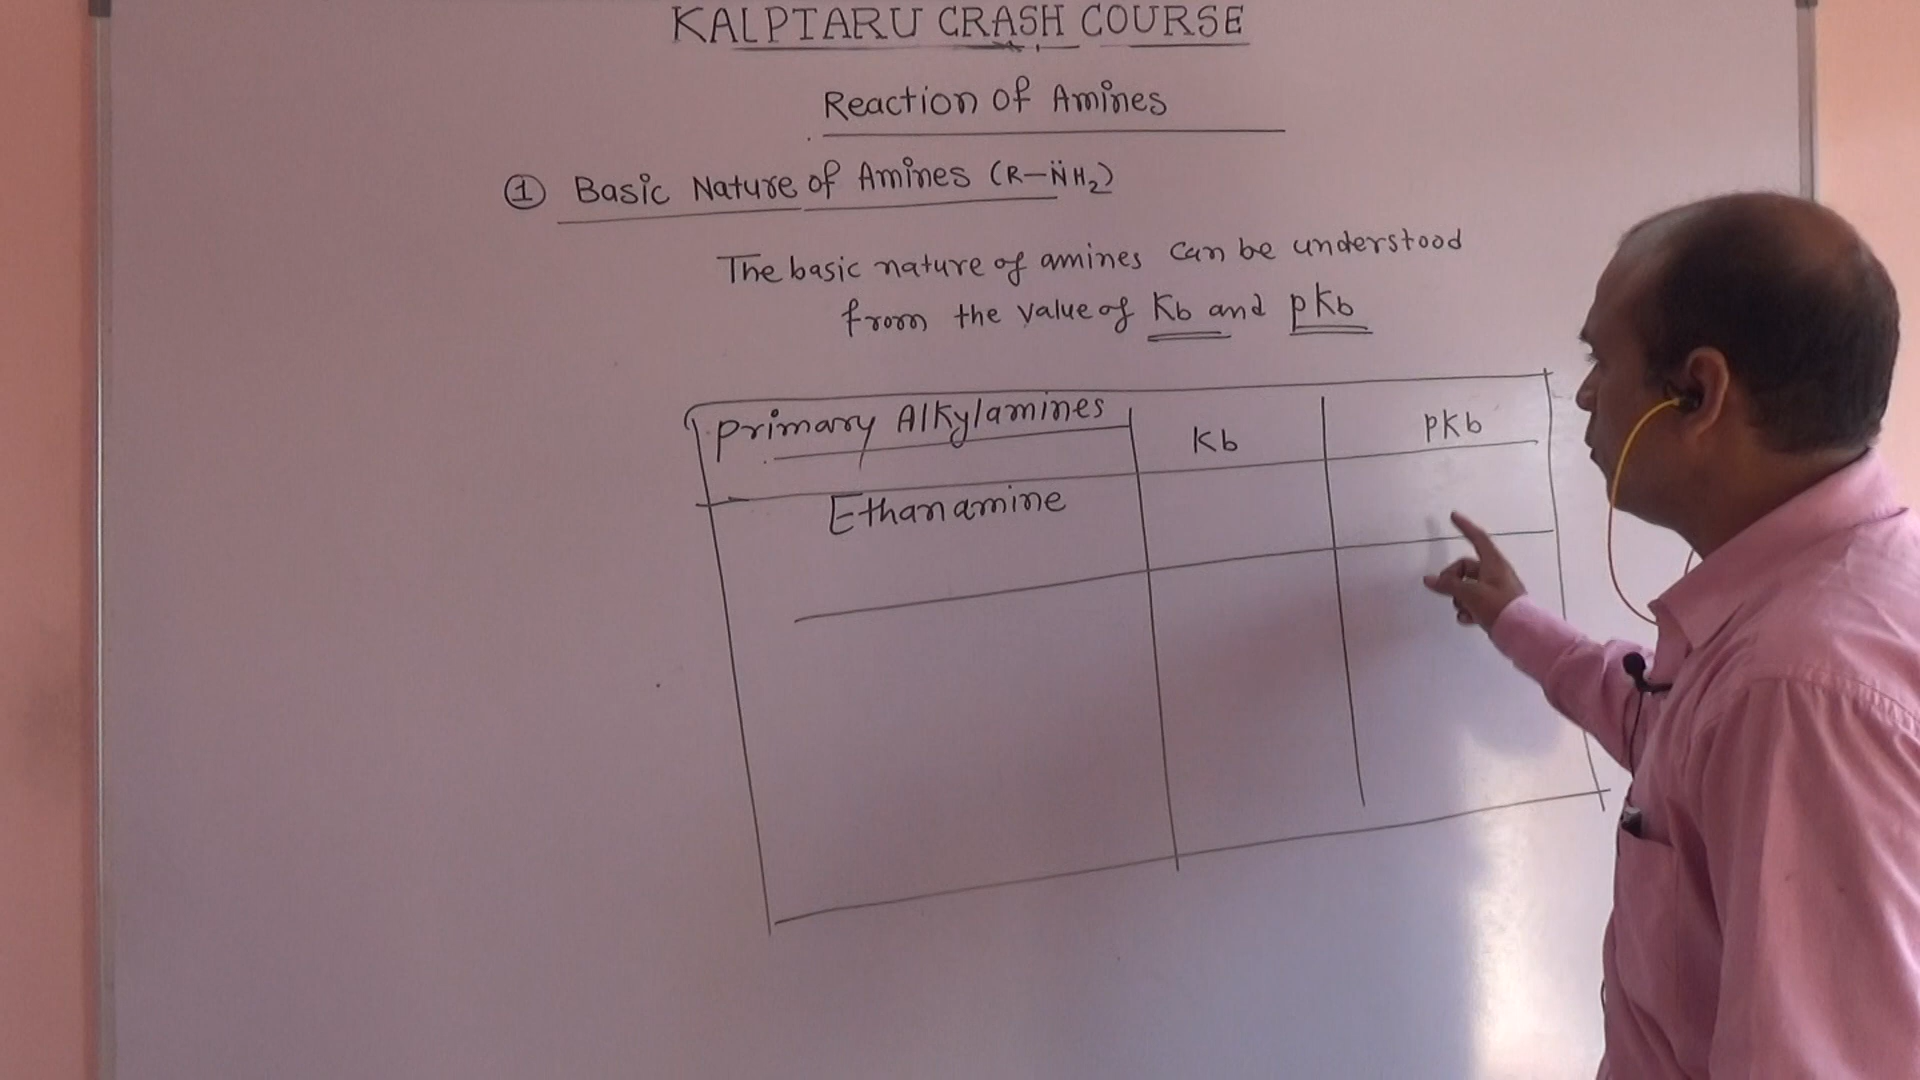 KALPTARU CRASH COURSE
Reaction of Amines
① Basic Nature of Amines (R-N̈H₂)
The basic nature of amines can be understood
from the value of Kb and pKb
Primary Alkylamines Kb pKb
Ethanamine